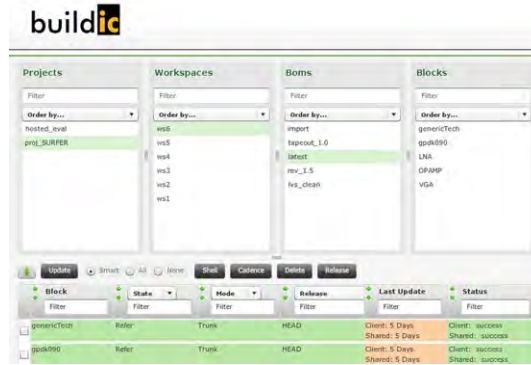 buildic
Projects Workspaces Boms Blocks
Filter Filter Filter Filter
Order by... Order by... Order by... Order by...
hosted_eval ws6 import genericTech
proj_SURFER ws5 tapeout_1.0 gpdk090
ws4 latest LNA
ws3 rev_1.5 OPAMP
ws2 lvs_clean VGA
ws1
Update Smart All None Shell Cadence Delete Release
Block State Mode Release Last Update Status
Filter Filter Filter Filter Filter Filter
genericTech Refer Trunk HEAD Client: 5 Days Client: success
Shared: 5 Days Shared: success
gpdk090 Refer Trunk HEAD Client: 5 Days Client: success
Shared: 5 Days Shared: success